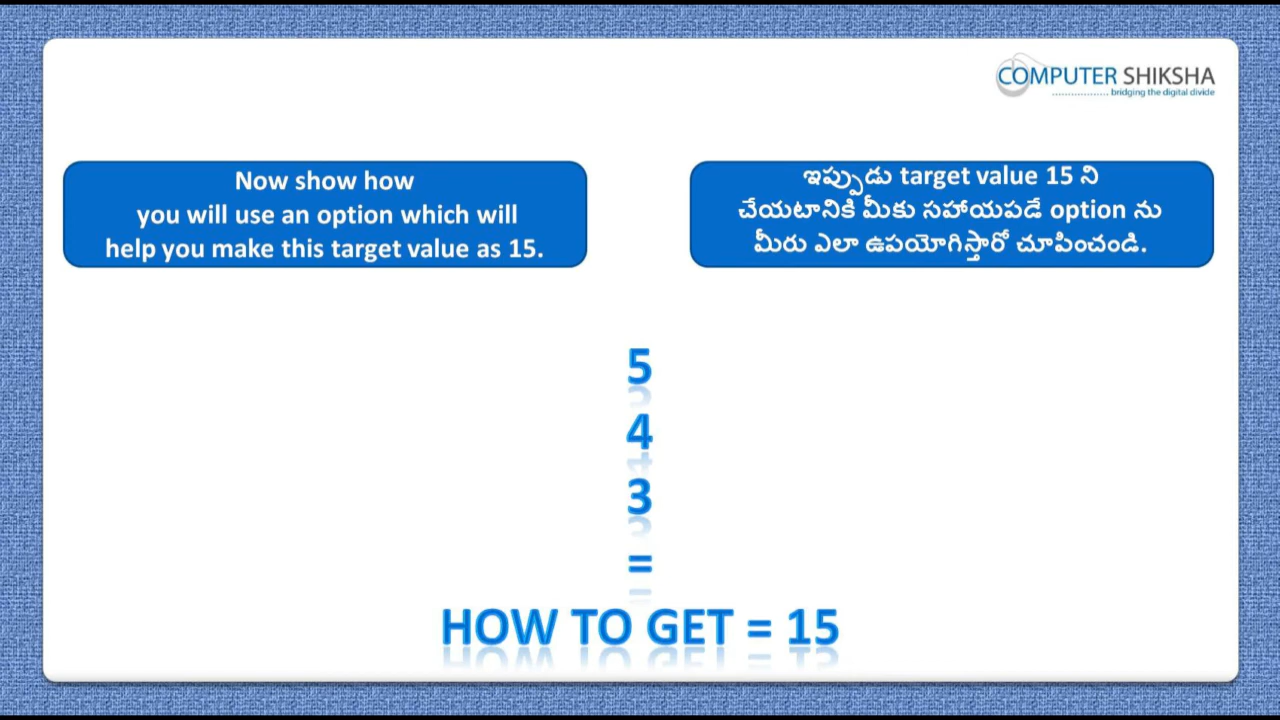 COMPUTER SHIKSHA
bridging the digital divide
Now show how
you will use an option which will
help you make this target value as 15.
ఇప్పుడు target value 15 ని
చేయటానికి మీకు సహాయపడే option ను
మీరు ఎలా ఉపయోగిస్తారో చూపించండి.
5
4
3
=
HOW TO GET = 15